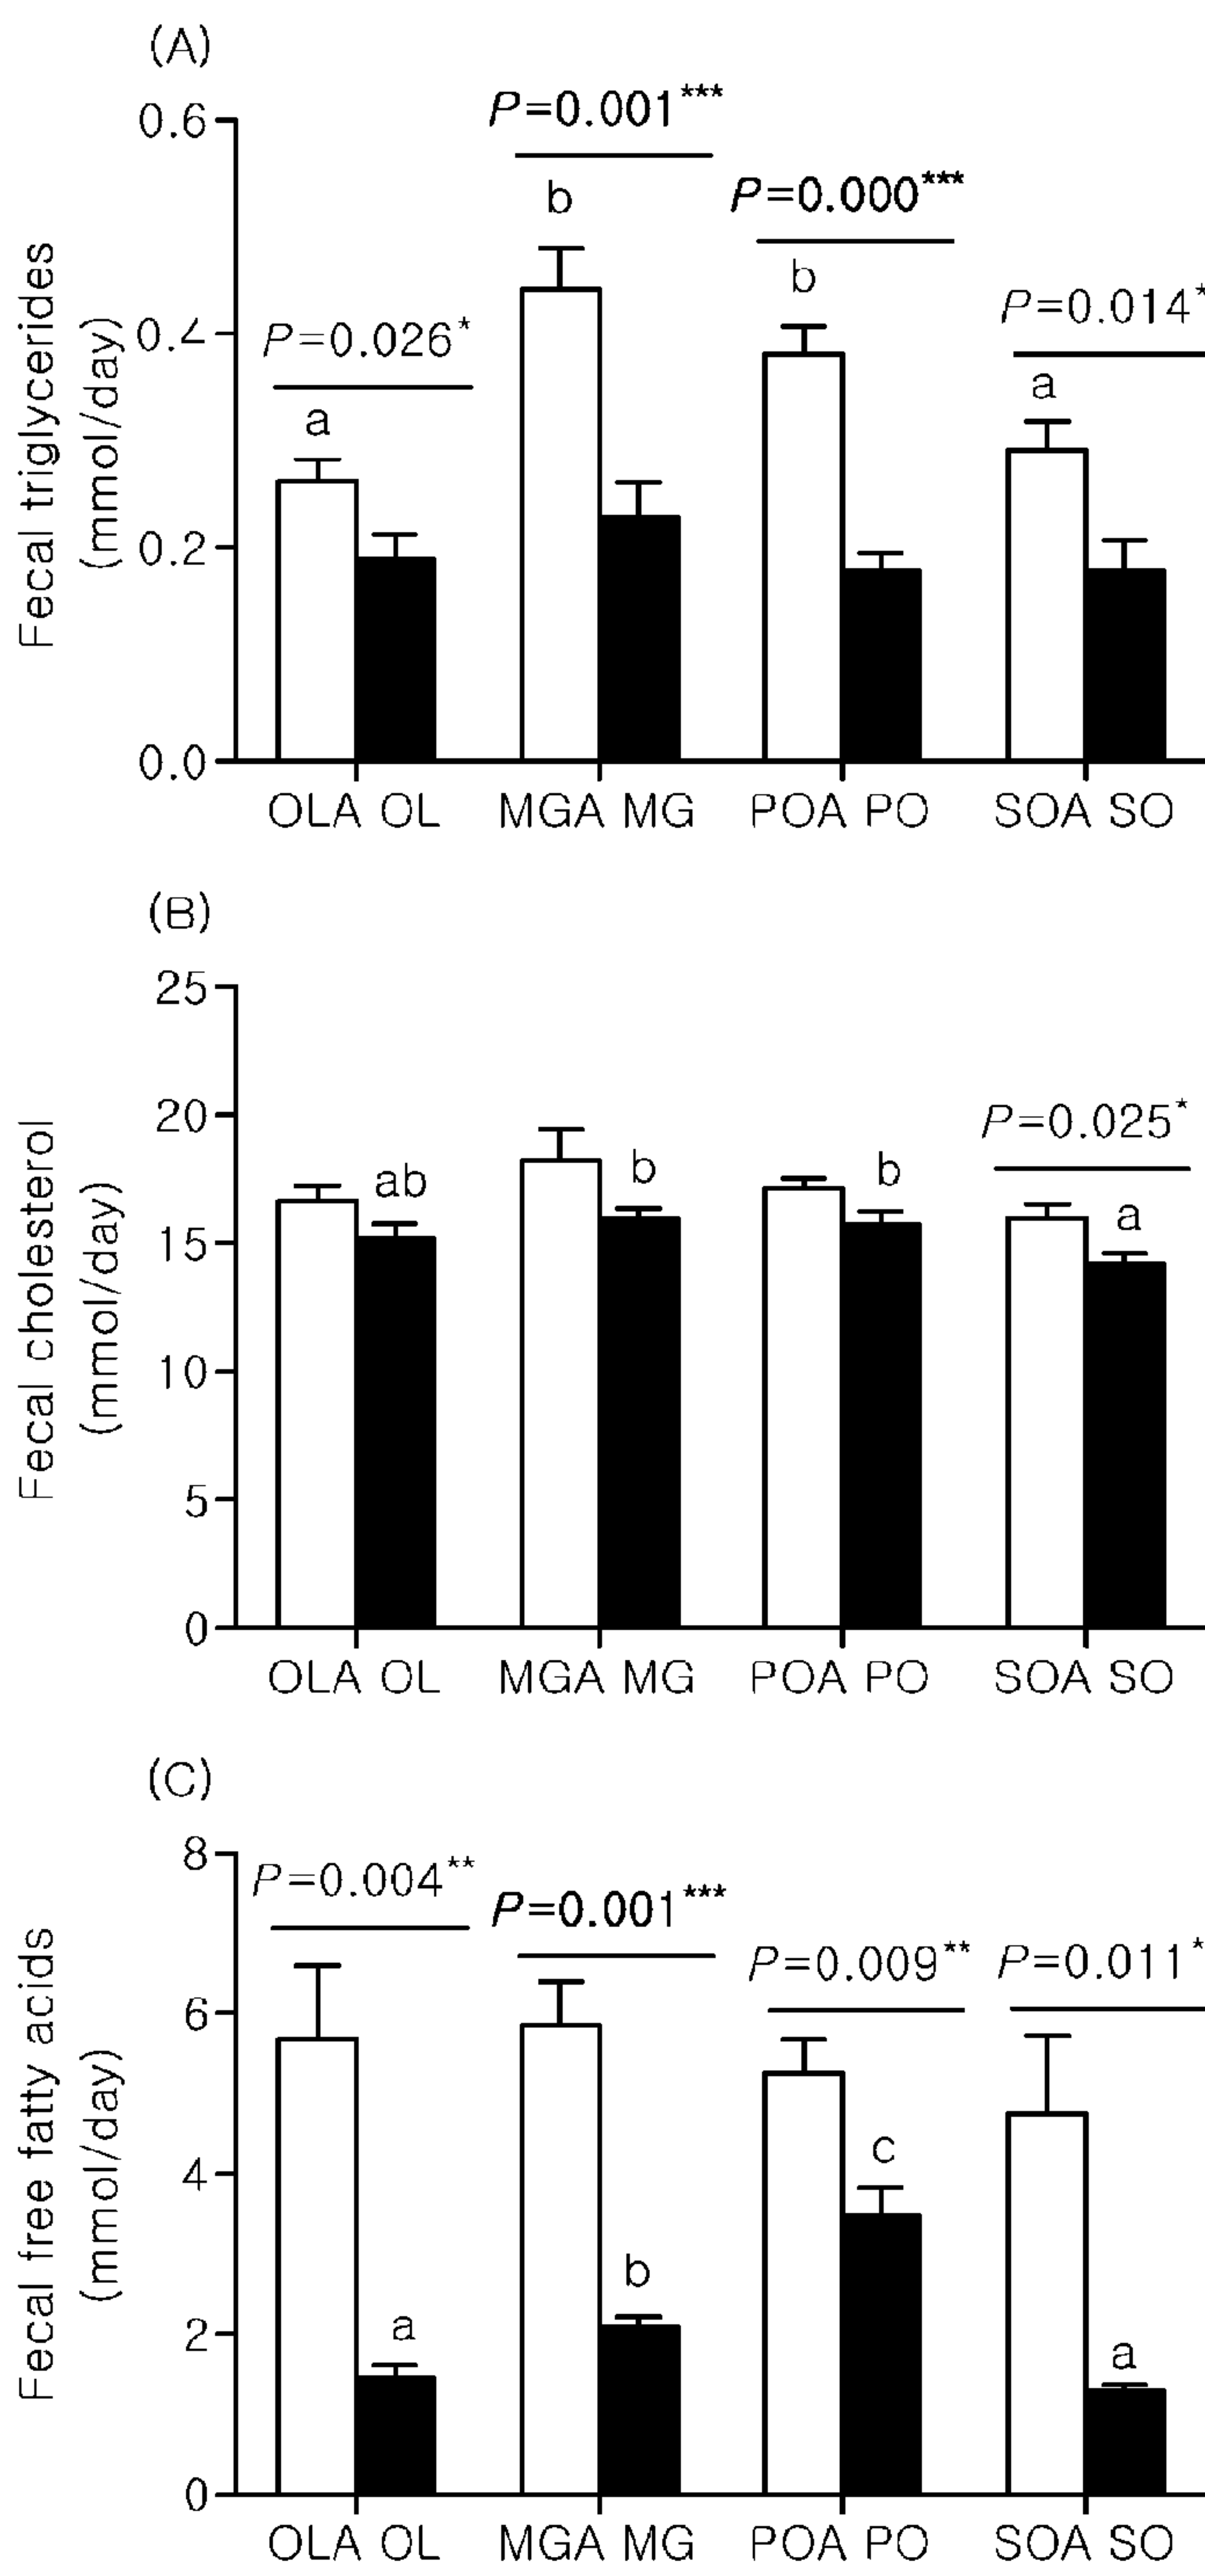 (A)
Fecal triglycerides
(mmol/day)
0.6
0.4
0.2
0.0
P=0.026*
P=0.001***
P=0.000***
P=0.014*
a
b
b
a
OLA OL MGA MG POA PO SOA SO
(B)
Fecal cholesterol
(mmol/day)
25
20
15
10
5
0
P=0.025*
ab
b
b
a
OLA OL MGA MG POA PO SOA SO
(C)
Fecal free fatty acids
(mmol/day)
8
6
4
2
0
P=0.004**
P=0.001***
P=0.009**
P=0.011*
a
b
c
a
OLA OL MGA MG POA PO SOA SO